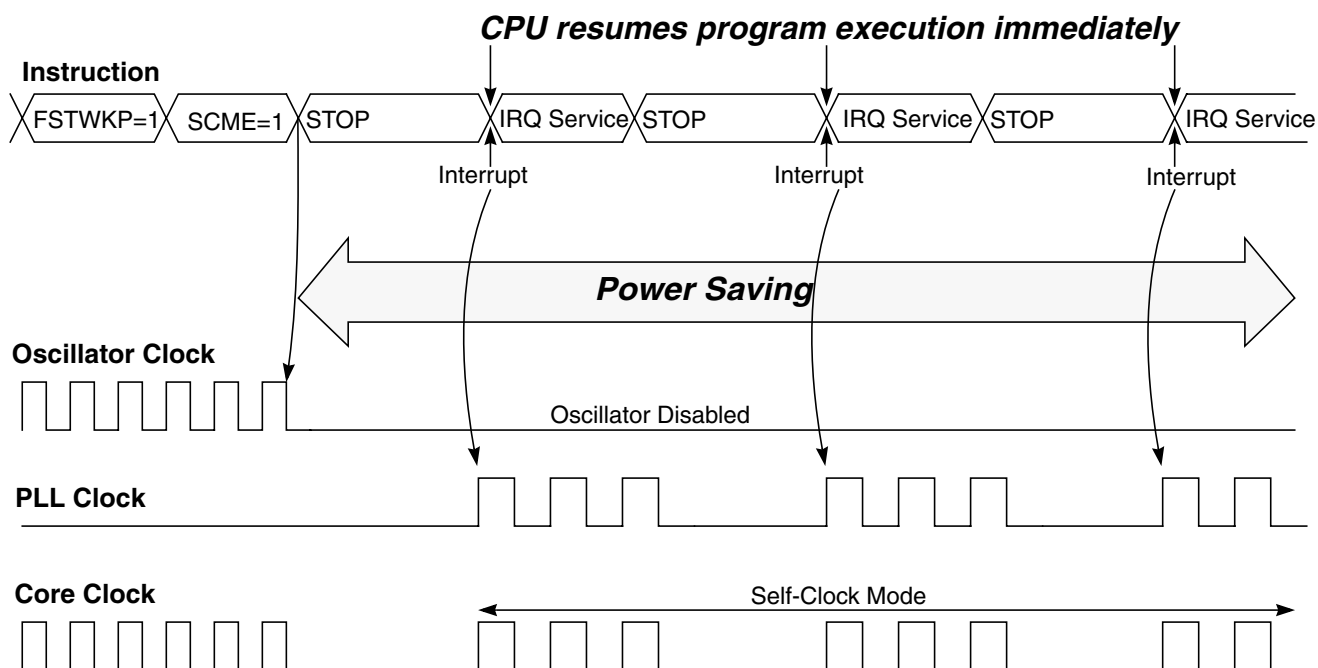 CPU resumes program execution immediately
Instruction
FSTWKP=1 SCME=1 STOP IRQ Service STOP IRQ Service STOP IRQ Service
Interrupt Interrupt Interrupt
Power Saving
Oscillator Clock
Oscillator Disabled
PLL Clock
Core Clock
Self-Clock Mode